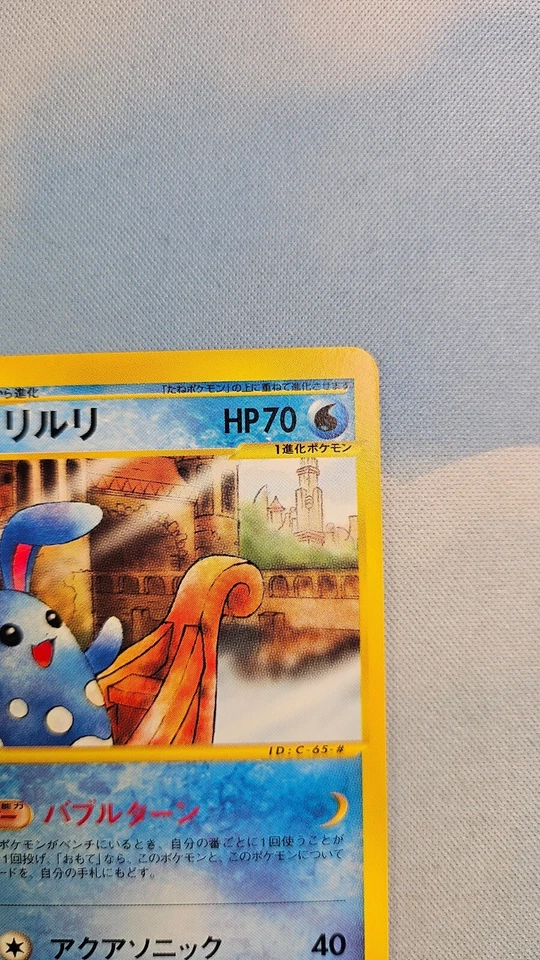 ら進化 「たねポケモン」の上に重ねて進化させます
リルリ HP70
1進化ポケモン
ID:C-65-#
能力 バブルターン
ポケモンがベンチにいるとき、自分の番ごとに1回使うことが
1回投げ、「おもて」なら、このポケモンと、このポケモンについて
ードを、自分の手札にもどす。
アクアソニック 40